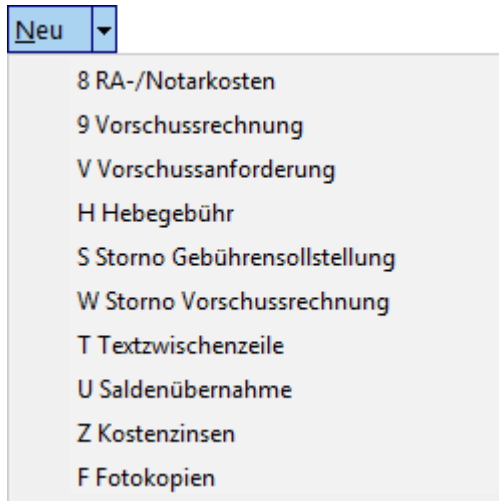 Neu
8 RA-/Notarkosten
9 Vorschussrechnung
V Vorschussanforderung
H Hebegebühr
S Storno Gebührensollstellung
W Storno Vorschussrechnung
T Textzwischenzeile
U Saldenübernahme
Z Kostenzinsen
F Fotokopien